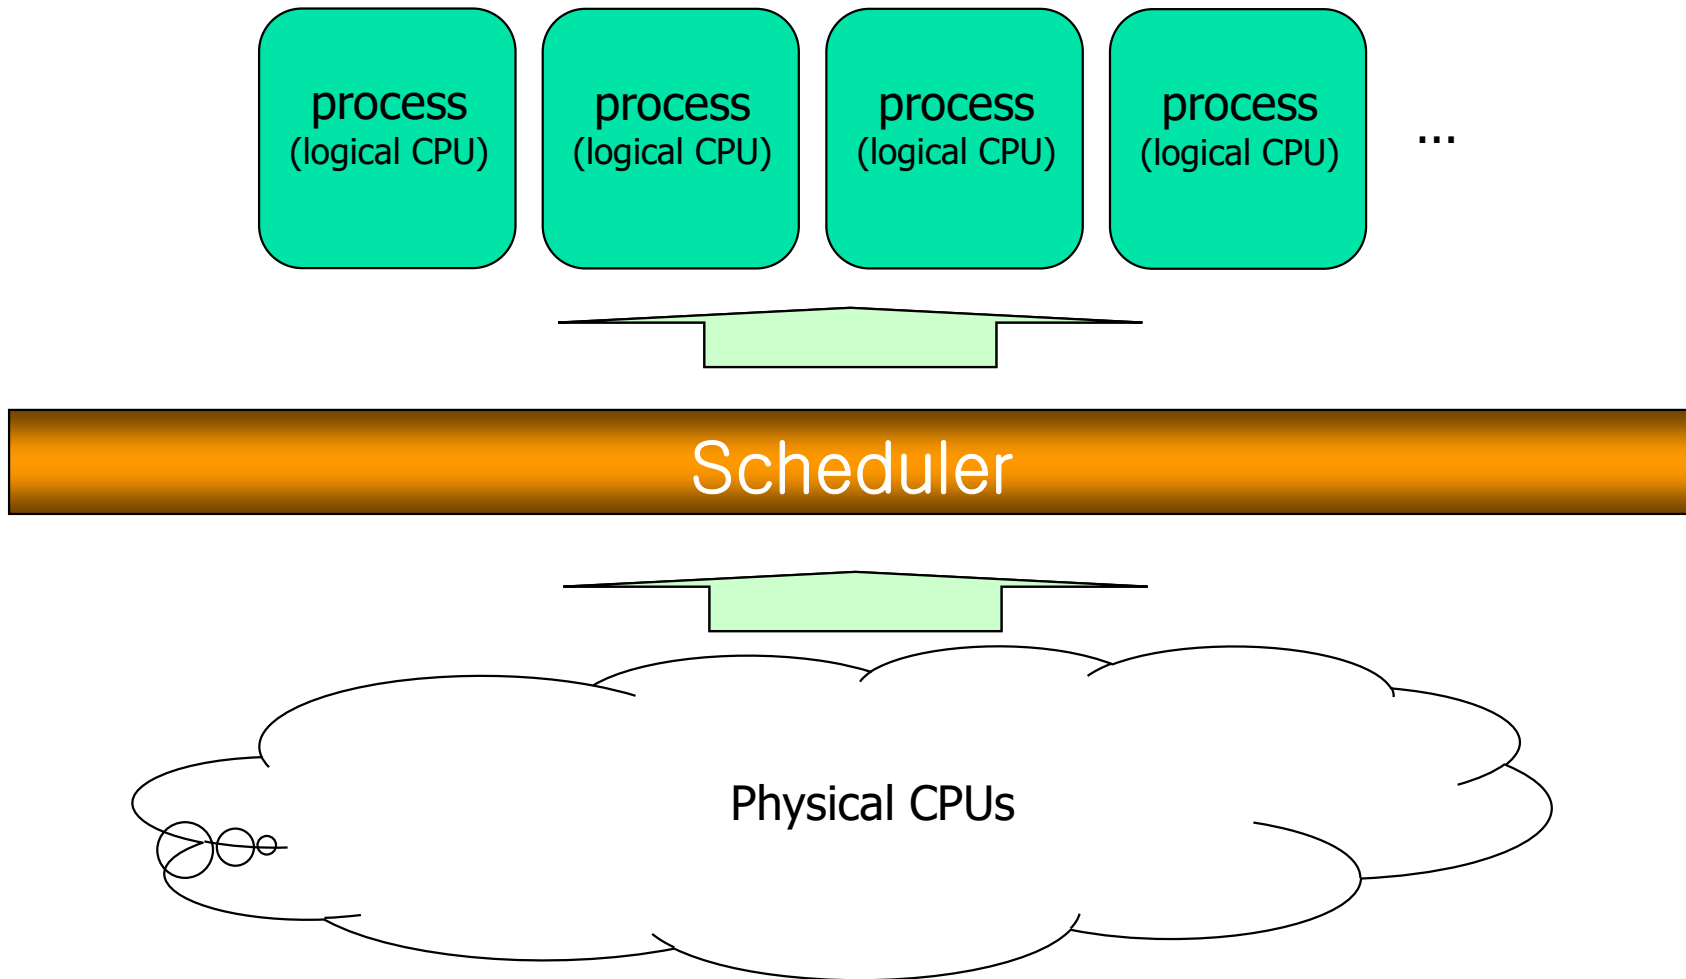 process
(logical CPU)
process
(logical CPU)
process
(logical CPU)
process
(logical CPU)
...
Scheduler
Physical CPUs